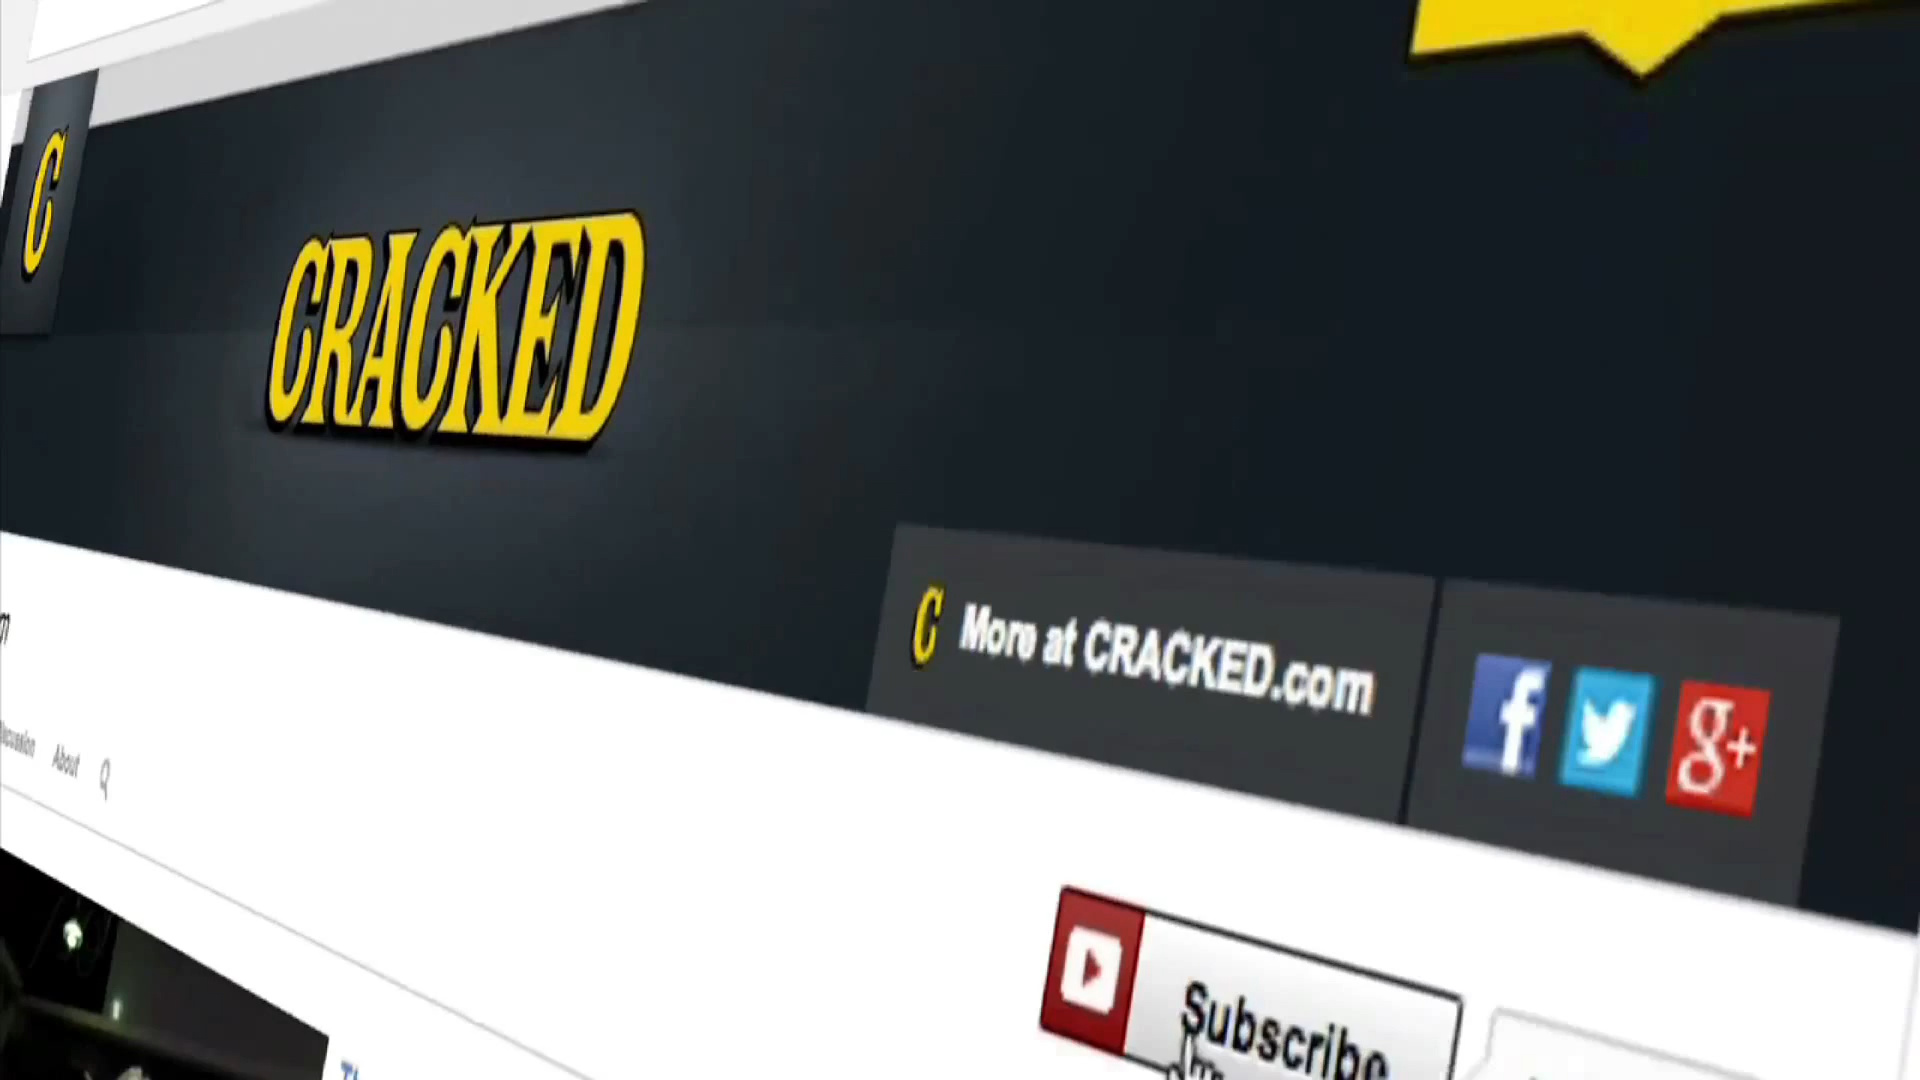 C
CRACKED
C More at CRACKED.com
f g+
About
Subscribe